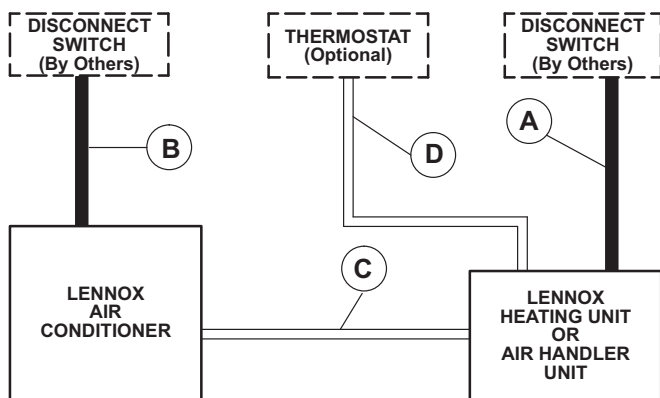 DISCONNECT
SWITCH
(By Others)
THERMOSTAT
(Optional)
DISCONNECT
SWITCH
(By Others)
B
D
A
C
LENNOX
AIR
CONDITIONER
LENNOX
HEATING UNIT
OR
AIR HANDLER
UNIT